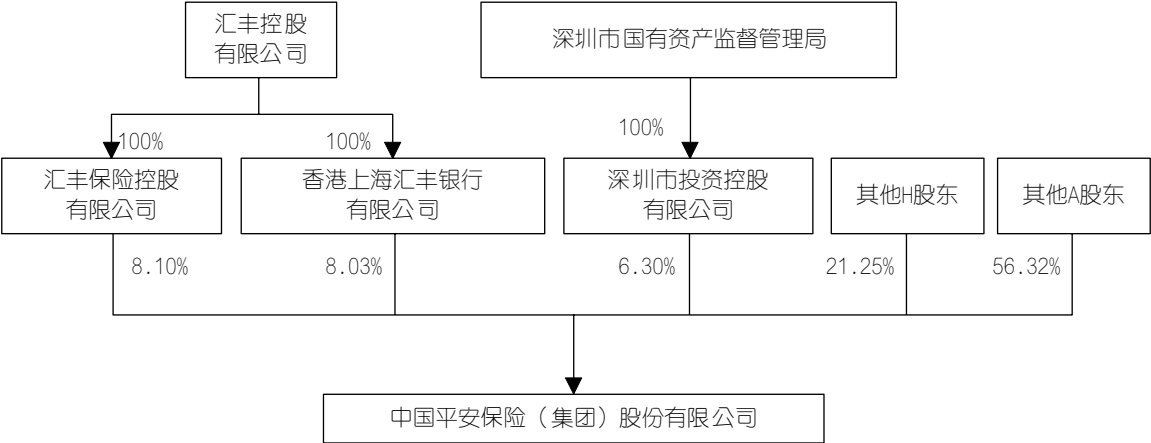 汇丰控股
有限公司
深圳市国有资产监督管理局
100%
100%
100%
汇丰保险控股
有限公司
香港上海汇丰银行
有限公司
深圳市投资控股
有限公司
其他H股东
其他A股东
8.10%
8.03%
6.30%
21.25%
56.32%
中国平安保险（集团）股份有限公司